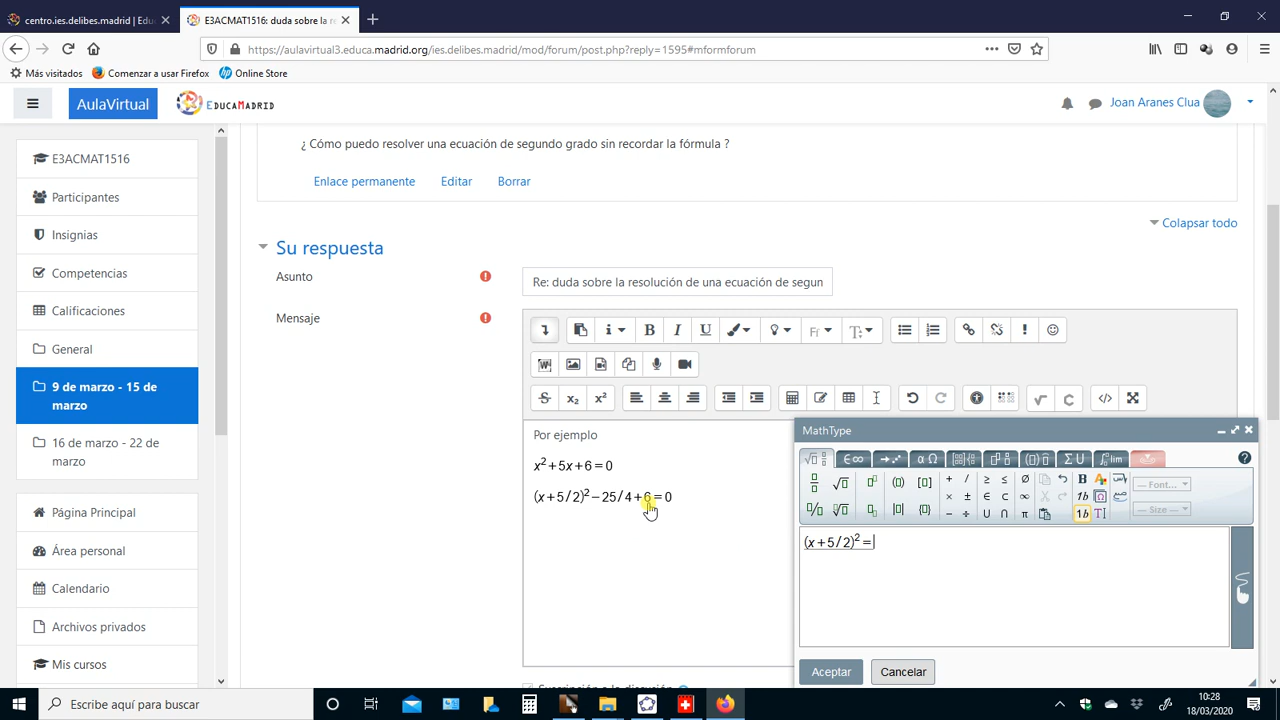 centro.ies.delibes.madrid | Edu
E3ACMAT1516: duda sobre la re
https://aulavirtual3.educa.madrid.org/ies.delibes.madrid/mod/forum/post.php?reply=1595#mformforum
Más visitados
Comenzar a usar Firefox
Online Store
AulaVirtual
EDUCAMADRID
Joan Aranes Clua
E3ACMAT1516
Participantes
Insignias
Competencias
Calificaciones
General
9 de marzo - 15 de
marzo
16 de marzo - 22 de
marzo
Página Principal
Área personal
Calendario
Archivos privados
Mis cursos
¿ Cómo puedo resolver una ecuación de segundo grado sin recordar la fórmula ?
Enlace permanente
Editar
Borrar
Colapsar todo
Su respuesta
Asunto
Re: duda sobre la resolución de una ecuación de segun
Mensaje
Por ejemplo
x²+5x+6=0
(x+5/2)²−25/4+6=0
MathType
-- Font...
-- Size --
(x+5/2)²=
Aceptar
Cancelar
Suscripción a la discusión
Escribe aquí para buscar
10:28
18/03/2020